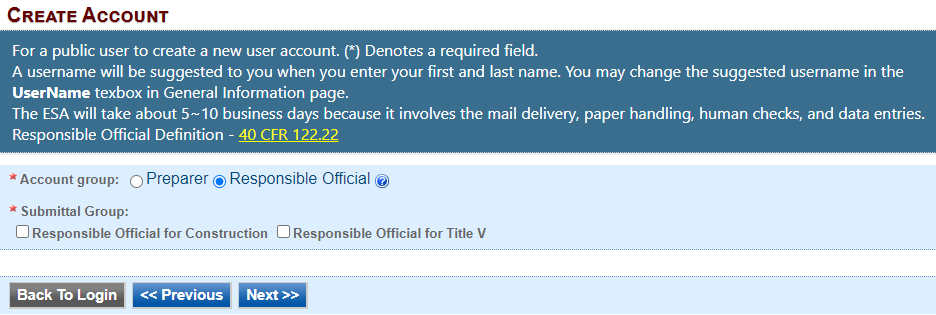 CREATE ACCOUNT
For a public user to create a new user account. (*) Denotes a required field.
A username will be suggested to you when you enter your first and last name. You may change the suggested username in the
UserName texbox in General Information page.
The ESA will take about 5~10 business days because it involves the mail delivery, paper handling, human checks, and data entries.
Responsible Official Definition - 40 CFR 122.22
* Account group: Preparer Responsible Official ?
* Submittal Group:
Responsible Official for Construction Responsible Official for Title V
Back To Login << Previous Next >>